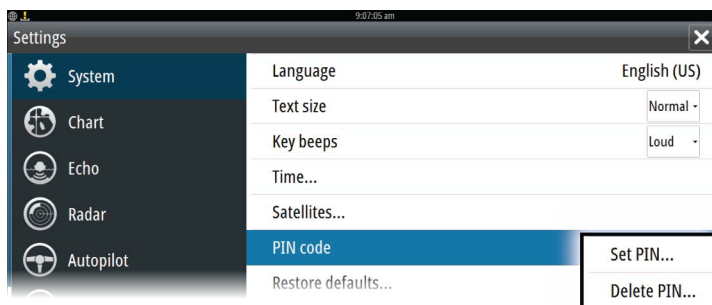 9:07:05 am
Settings
System
Chart
Echo
Radar
Autopilot
Language English (US)
Text size Normal
Key beeps Loud
Time...
Satellites...
PIN code
Set PIN...
Restore defaults...
Delete PIN...